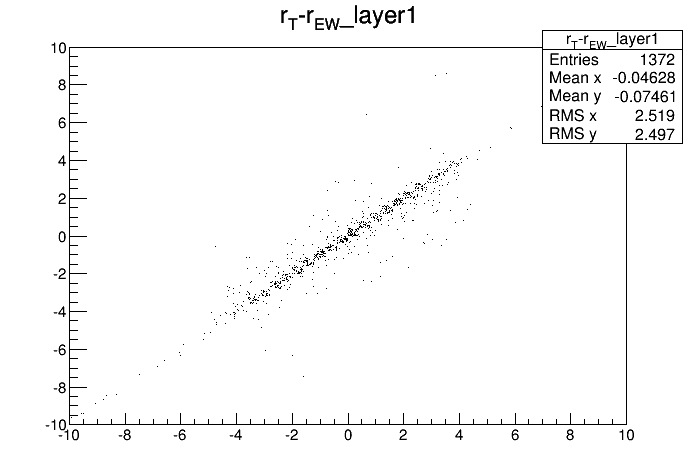 r_T-r_EW_layer1
r_T-r_EW_layer1
Entries 1372
Mean x -0.04628
Mean y -0.07461
RMS x 2.519
RMS y 2.497
10
8
6
4
2
0
-2
-4
-6
-8
-10
-10 -8 -6 -4 -2 0 2 4 6 8 10